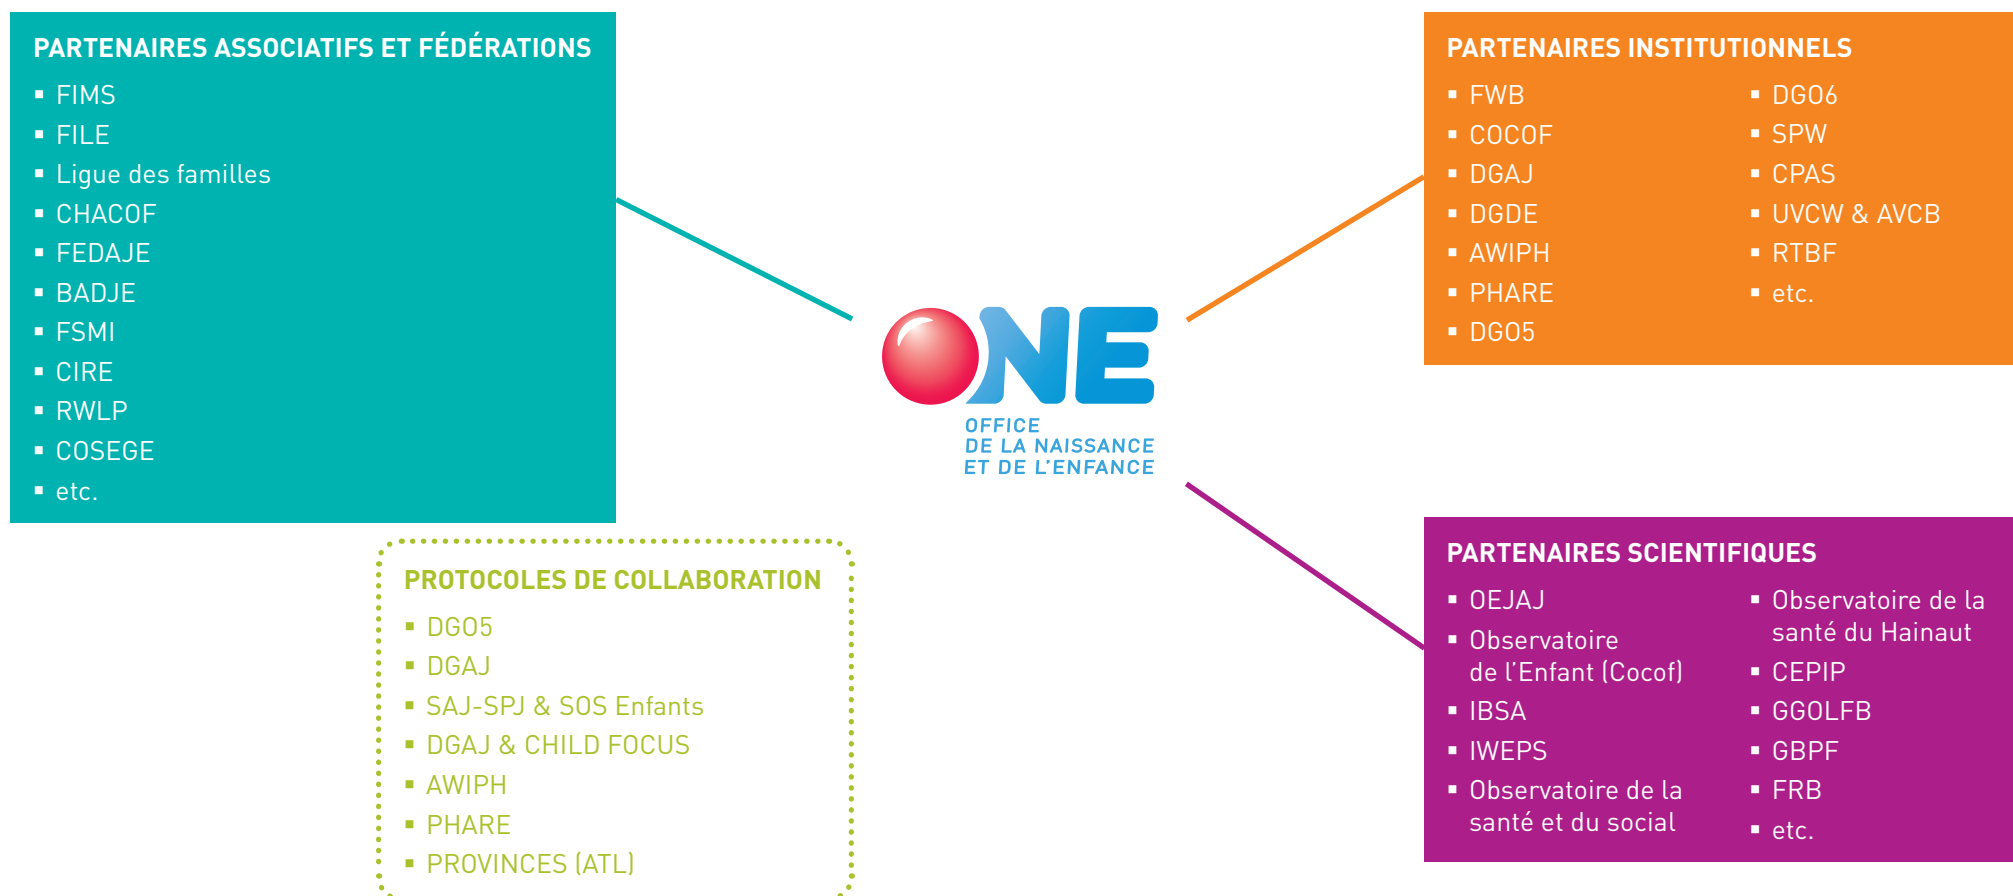 PARTENAIRES ASSOCIATIFS ET FÉDÉRATIONS
▪ FIMS
▪ FILE
▪ Ligue des familles
▪ CHACOF
▪ FEDAJE
▪ BADJE
▪ FSMI
▪ CIRE
▪ RWLP
▪ COSEGE
▪ etc.
PARTENAIRES INSTITUTIONNELS
▪ FWB
▪ COCOF
▪ DGAJ
▪ DGDE
▪ AWIPH
▪ PHARE
▪ DGO5
▪ DGO6
▪ SPW
▪ CPAS
▪ UVCW & AVCB
▪ RTBF
▪ etc.
ONE
OFFICE
DE LA NAISSANCE
ET DE L'ENFANCE
PROTOCOLES DE COLLABORATION
▪ DGO5
▪ DGAJ
▪ SAJ-SPJ & SOS Enfants
▪ DGAJ & CHILD FOCUS
▪ AWIPH
▪ PHARE
▪ PROVINCES (ATL)
PARTENAIRES SCIENTIFIQUES
▪ OEJAJ
▪ Observatoire
de l'Enfant (Cocof)
▪ IBSA
▪ IWEPS
▪ Observatoire de la
santé et du social
▪ Observatoire de la
santé du Hainaut
▪ CEPIP
▪ GGOLFB
▪ GBPF
▪ FRB
▪ etc.